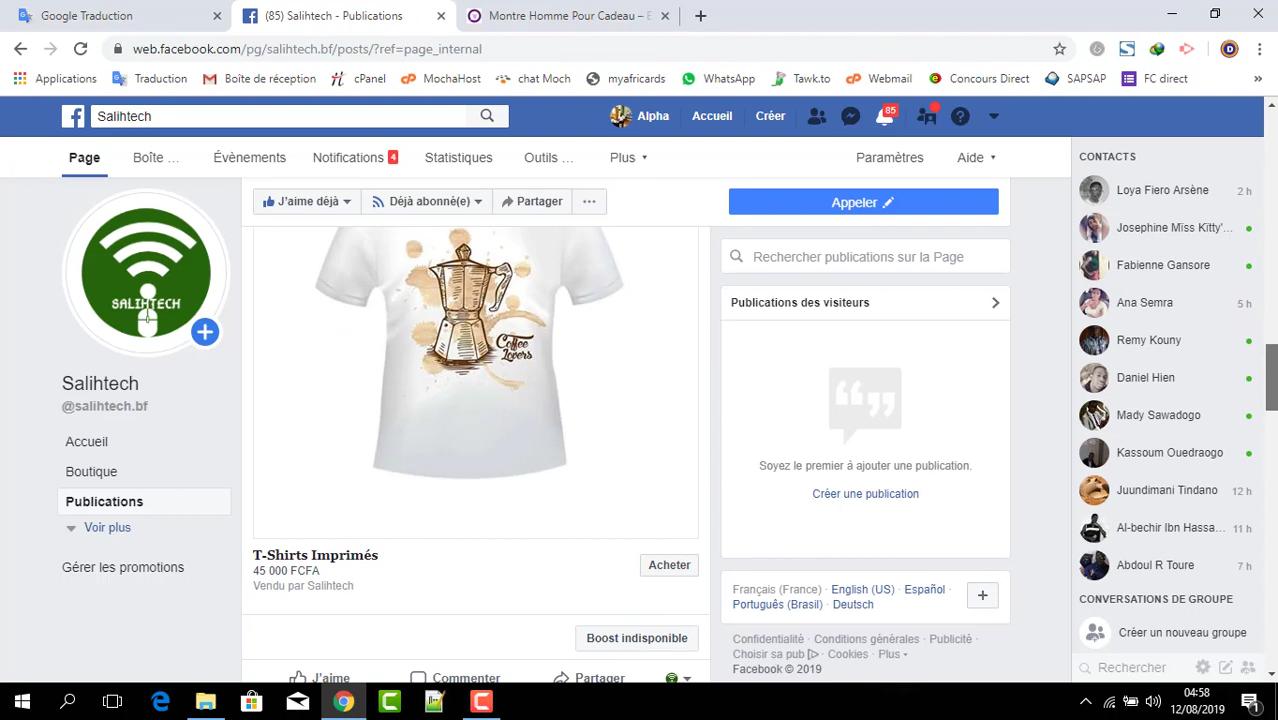 Google Traduction
(85) Salihtech - Publications
Montre Homme Pour Cadeau – E
web.facebook.com/pg/salihtech.bf/posts/?ref=page_internal
Applications
Traduction
Boîte de réception
cPanel
MochaHost
chat Moch
myafricards
WhatsApp
Tawk.to
Webmail
Concours Direct
SAPSAP
FC direct
Salihtech
Alpha
Accueil
Créer
85
Page
Boîte ...
Évènements
Notifications 4
Statistiques
Outils ...
Plus
Paramètres
Aide
J'aime déjà
Déjà abonné(e)
Partager
Appeler
SALIHTECH
Salihtech
@salihtech.bf
Accueil
Boutique
Publications
Voir plus
Gérer les promotions
Coffee
Lovers
T-Shirts Imprimés
45 000 FCFA
Vendu par Salihtech
Acheter
Boost indisponible
J'aime
Commenter
Partager
Rechercher publications sur la Page
Publications des visiteurs
Soyez le premier à ajouter une publication.
Créer une publication
Français (France) · English (US) · Español ·
Português (Brasil) · Deutsch
Confidentialité · Conditions générales · Publicité ·
Choisir sa pub · Cookies · Plus
Facebook © 2019
CONTACTS
Loya Fiero Arsène 2 h
Josephine Mïss Kïtty'...
Fabienne Gansore
Ana Semra 5 h
Remy Kouny
Daniel Hien
Mady Sawadogo
Kassoum Ouedraogo
Juundimani Tindano 12 h
Al-bechir Ibn Hassa... 11 h
Abdoul R Toure 7 h
CONVERSATIONS DE GROUPE
Créer un nouveau groupe
Rechercher
04:58
12/08/2019